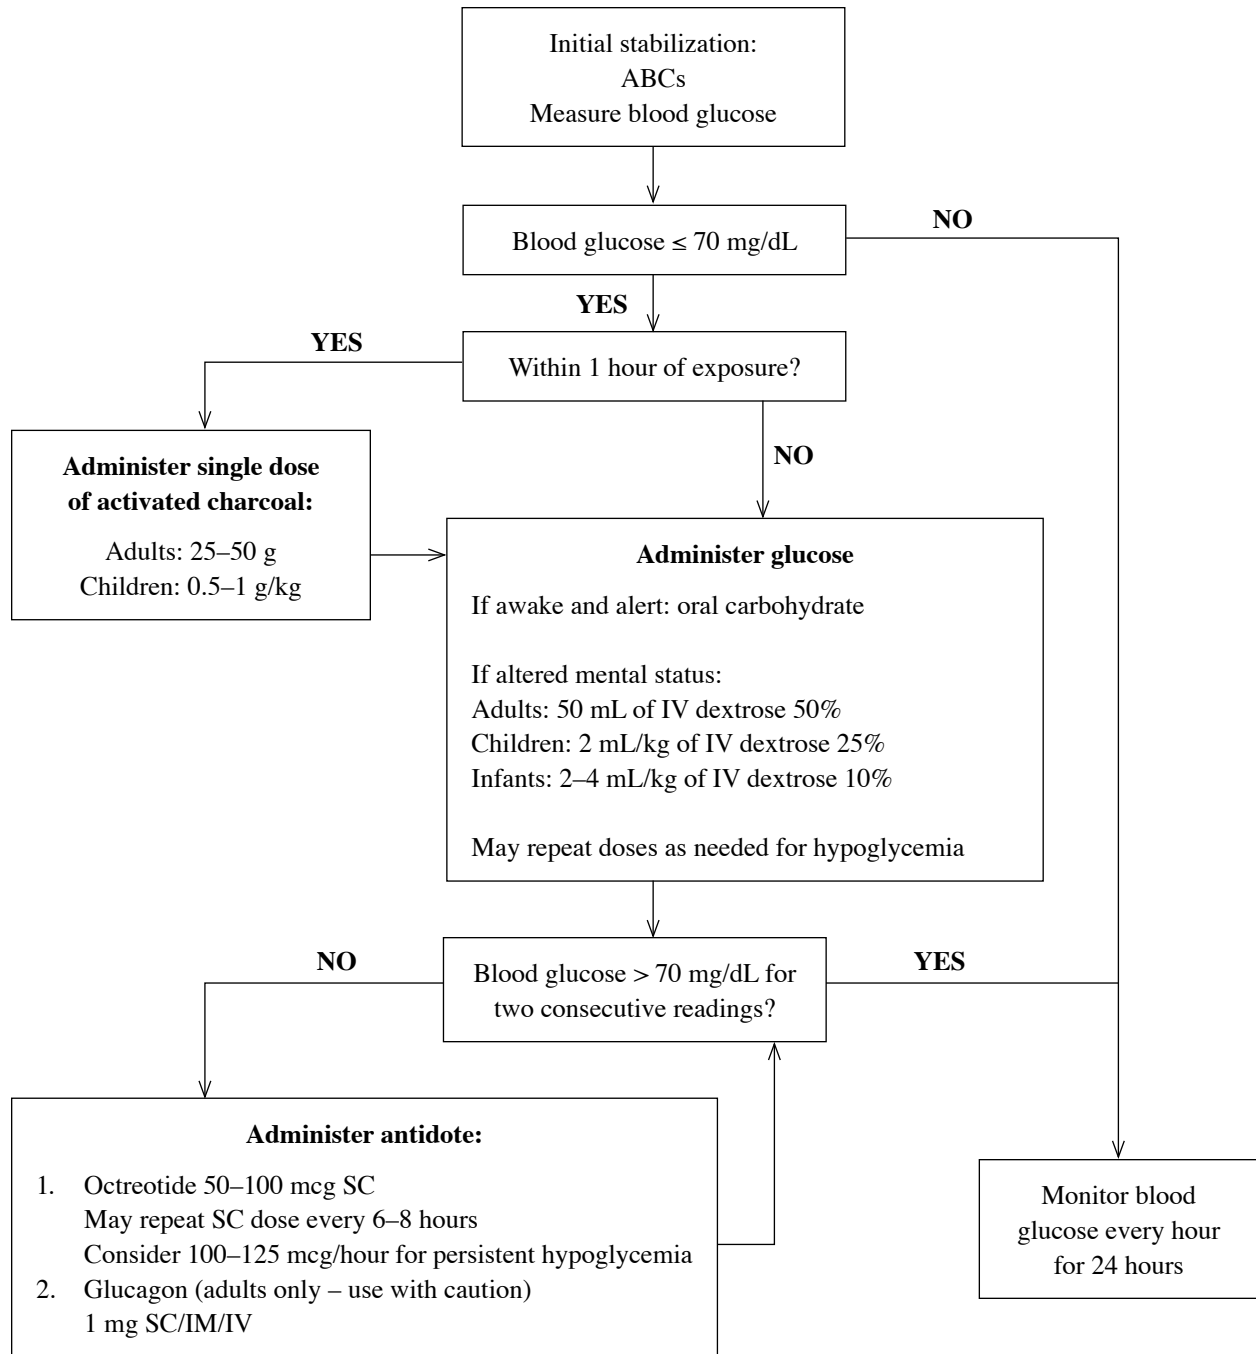 Initial stabilization:
ABCs
Measure blood glucose
Blood glucose ≤ 70 mg/dL
NO
YES
Within 1 hour of exposure?
YES
NO
Administer single dose
of activated charcoal:
Adults: 25–50 g
Children: 0.5–1 g/kg
Administer glucose
If awake and alert: oral carbohydrate
If altered mental status:
Adults: 50 mL of IV dextrose 50%
Children: 2 mL/kg of IV dextrose 25%
Infants: 2–4 mL/kg of IV dextrose 10%
May repeat doses as needed for hypoglycemia
Blood glucose > 70 mg/dL for
two consecutive readings?
NO
YES
Administer antidote:
1. Octreotide 50–100 mcg SC
May repeat SC dose every 6–8 hours
Consider 100–125 mcg/hour for persistent hypoglycemia
2. Glucagon (adults only – use with caution)
1 mg SC/IM/IV
Monitor blood
glucose every hour
for 24 hours